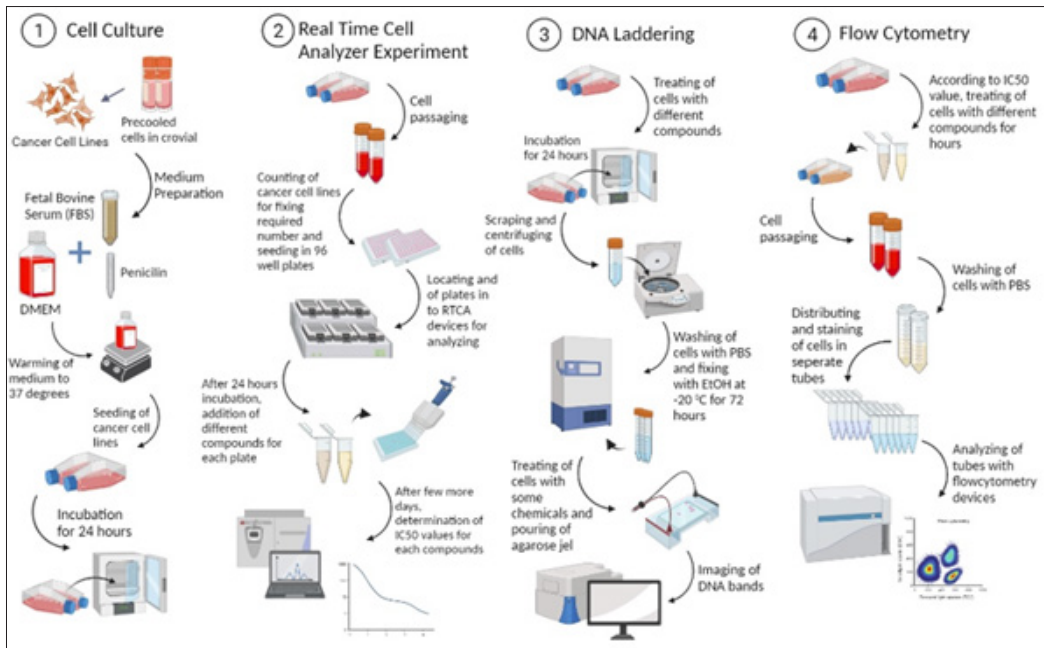 1 Cell Culture
Cancer Cell Lines
Precooled
cells in crovial
Medium
Preparation
Fetal Bovine
Serum (FBS)
Penicilin
DMEM
Warming of
medium to
37 degrees
Seeding of
cancer cell
lines
Incubation
for 24 hours
2 Real Time Cell
Analyzer Experiment
Cell
passaging
Counting of
cancer cell lines
for fixing
required
number and
seeding in 96
well plates
Locating and
of plates in
to RTCA
devices for
analyzing
After 24 hours
incubation,
addition of
different
compounds for
each plate
After few more
days,
determination of
IC50 values for
each compounds
3 DNA Laddering
Treating of
cells with
different
compounds
Incubation
for 24 hours
Scraping and
centrifuging
of cells
Washing of
cells with PBS
and fixing
with EtOH at
-20 °C for 72
hours
Treating of
cells with
some
chemicals and
pouring of
agarose jel
Imaging of
DNA bands
4 Flow Cytometry
According to IC50
value, treating of
cells with different
compounds for
hours
Cell
passaging
Washing of
cells with PBS
Distributing
and staining
of cells in
seperate
tubes
Analyzing of
tubes with
flowcytometry
devices